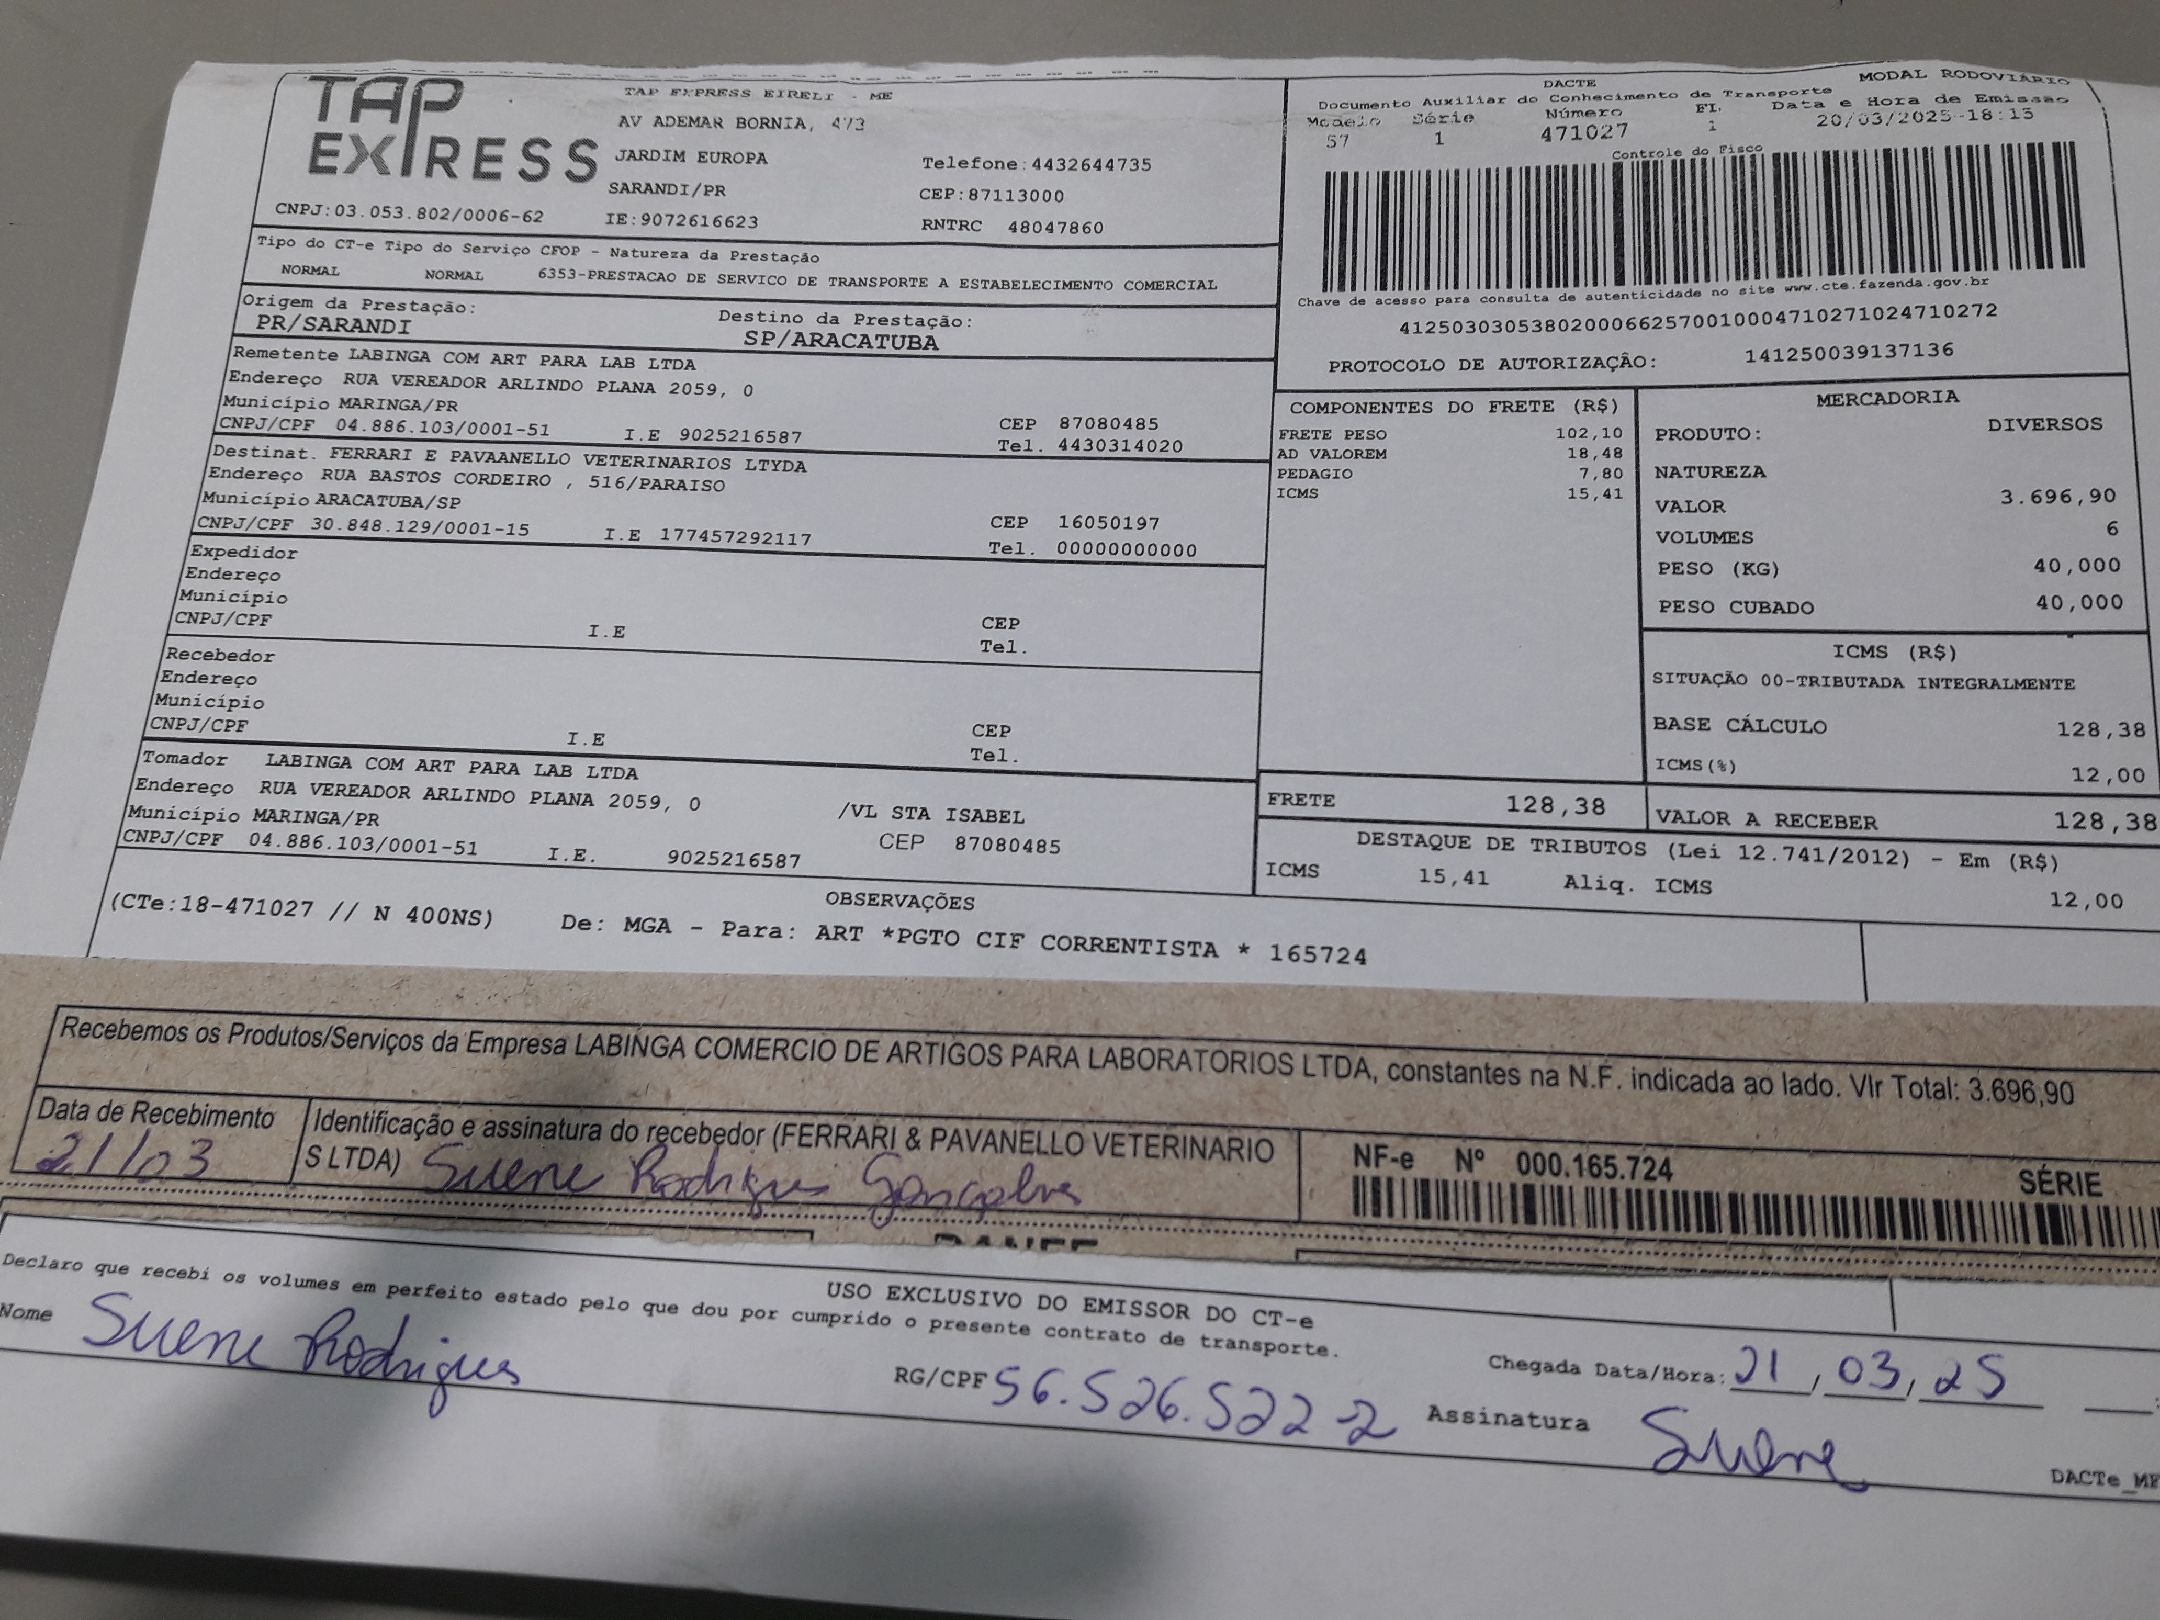 TAP EXPRESS
TAP EXPRESS EIRELI - ME
AV ADEMAR BORNIA, 473
JARDIM EUROPA Telefone:4432644735
SARANDI/PR CEP:87113000
CNPJ:03.053.802/0006-62 IE:9072616623 RNTRC 48047860
Tipo do CT-e Tipo do Serviço CFOP - Natureza da Prestação
NORMAL NORMAL 6353-PRESTACAO DE SERVICO DE TRANSPORTE A ESTABELECIMENTO COMERCIAL
Origem da Prestação: Destino da Prestação:
PR/SARANDI SP/ARACATUBA
Remetente LABINGA COM ART PARA LAB LTDA
Endereço RUA VEREADOR ARLINDO PLANA 2059, 0
Município MARINGA/PR CEP 87080485
CNPJ/CPF 04.886.103/0001-51 I.E 9025216587 Tel. 4430314020
Destinat. FERRARI E PAVAANELLO VETERINARIOS LTYDA
Endereço RUA BASTOS CORDEIRO , 516/PARAISO
Município ARACATUBA/SP CEP 16050197
CNPJ/CPF 30.848.129/0001-15 I.E 177457292117 Tel. 00000000000
Expedidor
Endereço
Município CEP
CNPJ/CPF I.E Tel.
Recebedor
Endereço
Município CEP
CNPJ/CPF I.E Tel.
Tomador LABINGA COM ART PARA LAB LTDA
Endereço RUA VEREADOR ARLINDO PLANA 2059, 0 /VL STA ISABEL
Município MARINGA/PR CEP 87080485
CNPJ/CPF 04.886.103/0001-51 I.E. 9025216587
DACTE MODAL RODOVIÁRIO
Documento Auxiliar do Conhecimento de Transporte
Modelo Série Número Fl. Data e Hora de Emissão
57 1 471027 1 20/03/2025-18:15
Controle do Fisco
Chave de acesso para consulta de autenticidade no site www.cte.fazenda.gov.br
41250303053802000662570010004710271024710272
PROTOCOLO DE AUTORIZAÇÃO: 141250039137136
COMPONENTES DO FRETE (R$)
FRETE PESO 102,10
AD VALOREM 18,48
PEDAGIO 7,80
ICMS 15,41
MERCADORIA
PRODUTO: DIVERSOS
NATUREZA
VALOR 3.696,90
VOLUMES 6
PESO (KG) 40,000
PESO CUBADO 40,000
ICMS (R$)
SITUAÇÃO 00-TRIBUTADA INTEGRALMENTE
BASE CÁLCULO 128,38
ICMS(%) 12,00
FRETE 128,38 VALOR A RECEBER 128,38
DESTAQUE DE TRIBUTOS (Lei 12.741/2012) - Em (R$)
ICMS 15,41 Aliq. ICMS 12,00
OBSERVAÇÕES
(CTe:18-471027 // N 400NS) De: MGA - Para: ART *PGTO CIF CORRENTISTA * 165724
Recebemos os Produtos/Serviços da Empresa LABINGA COMERCIO DE ARTIGOS PARA LABORATORIOS LTDA, constantes na N.F. indicada ao lado. Vlr Total: 3.696,90
Data de Recebimento
21/03
Identificação e assinatura do recebedor (FERRARI & PAVANELLO VETERINARIO
S LTDA) Suene Rodrigues Gonçalves
NF-e Nº 000.165.724 SÉRIE
DANFE
USO EXCLUSIVO DO EMISSOR DO CT-e
Declaro que recebi os volumes em perfeito estado pelo que dou por cumprido o presente contrato de transporte.
Nome Suene Rodrigues RG/CPF 56.526.522-2 Chegada Data/Hora: 21, 03, 25
Assinatura Suene